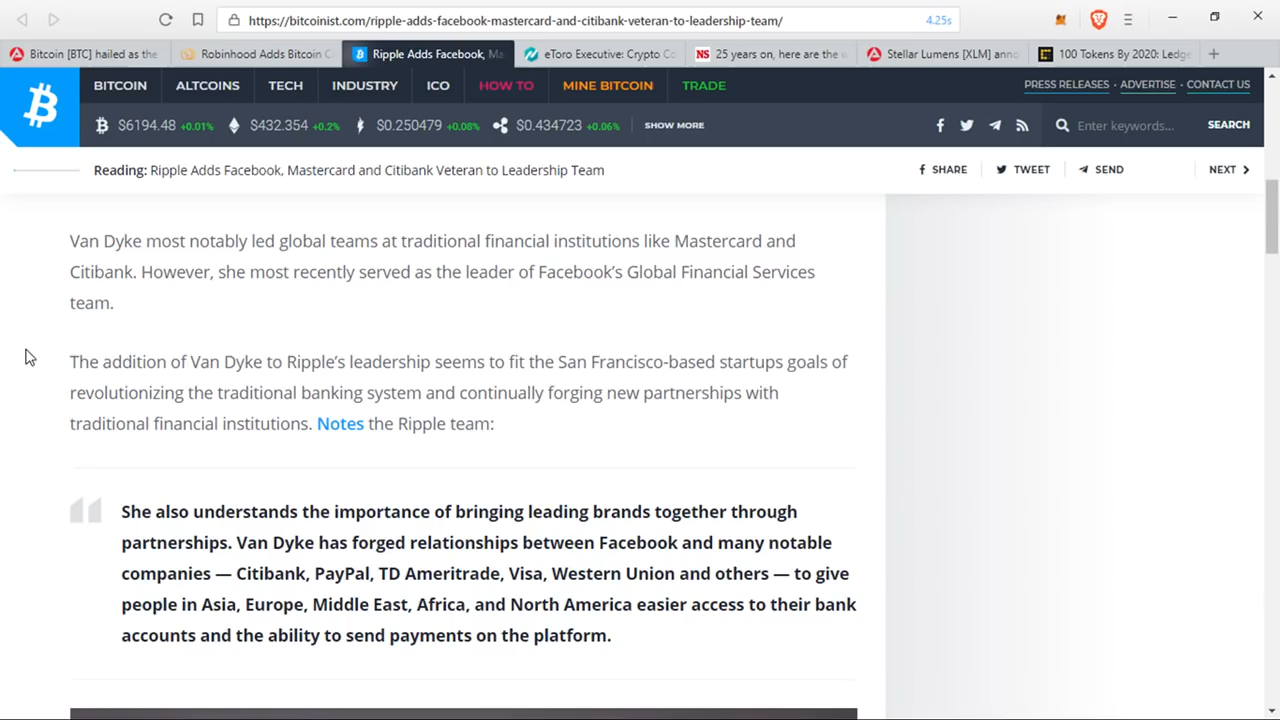 https://bitcoinist.com/ripple-adds-facebook-mastercard-and-citibank-veteran-to-leadership-team/ 4.25s
Bitcoin [BTC] hailed as the Robinhood Adds Bitcoin C Ripple Adds Facebook, Ma eToro Executive: Crypto Co NS 25 years on, here are the w Stellar Lumens [XLM] anno 100 Tokens By 2020: Ledge
BITCOIN ALTCOINS TECH INDUSTRY ICO HOW TO MINE BITCOIN TRADE PRESS RELEASES · ADVERTISE · CONTACT US
$6194.48 +0.01% $432.354 +0.2% $0.250479 +0.08% $0.434723 +0.06% SHOW MORE Enter keywords... SEARCH
Reading: Ripple Adds Facebook, Mastercard and Citibank Veteran to Leadership Team SHARE TWEET SEND NEXT
Van Dyke most notably led global teams at traditional financial institutions like Mastercard and
Citibank. However, she most recently served as the leader of Facebook's Global Financial Services
team.
The addition of Van Dyke to Ripple's leadership seems to fit the San Francisco-based startups goals of
revolutionizing the traditional banking system and continually forging new partnerships with
traditional financial institutions. Notes the Ripple team:
She also understands the importance of bringing leading brands together through
partnerships. Van Dyke has forged relationships between Facebook and many notable
companies — Citibank, PayPal, TD Ameritrade, Visa, Western Union and others — to give
people in Asia, Europe, Middle East, Africa, and North America easier access to their bank
accounts and the ability to send payments on the platform.